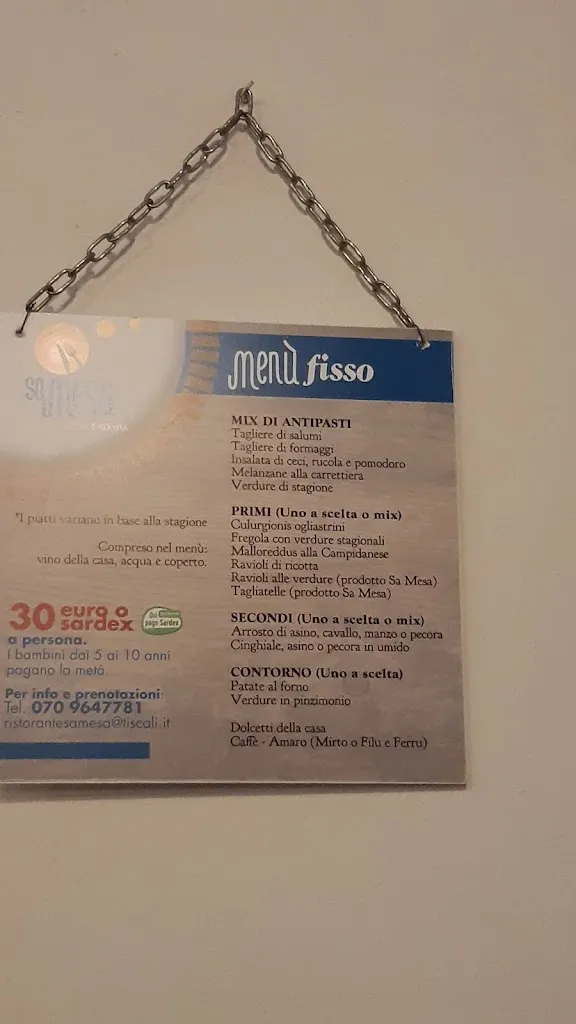 sa Mesa
*I piatti variano in base alla stagione
Compreso nel menù:
vino della casa, acqua e coperto.
30 euro o sardex
Qui pago Sardex
a persona.
I bambini dai 5 ai 10 anni
pagano la metà.
Per info e prenotazioni:
Tel. 070 9647781
ristorantesamesa@tiscali.it
menù fisso
MIX DI ANTIPASTI
Tagliere di salumi
Tagliere di formaggi
Insalata di ceci, rucola e pomodoro
Melanzane alla carrettiera
Verdure di stagione
PRIMI (Uno a scelta o mix)
Culurgionis ogliastrini
Fregola con verdure stagionali
Malloreddus alla Campidanese
Ravioli di ricotta
Ravioli alle verdure (prodotto Sa Mesa)
Tagliatelle (prodotto Sa Mesa)
SECONDI (Uno a scelta o mix)
Arrosto di asino, cavallo, manzo o pecora
Cinghiale, asino o pecora in umido
CONTORNO (Uno a scelta)
Patate al forno
Verdure in pinzimonio
Dolcetti della casa
Caffè - Amaro (Mirto o Filu e Ferru)